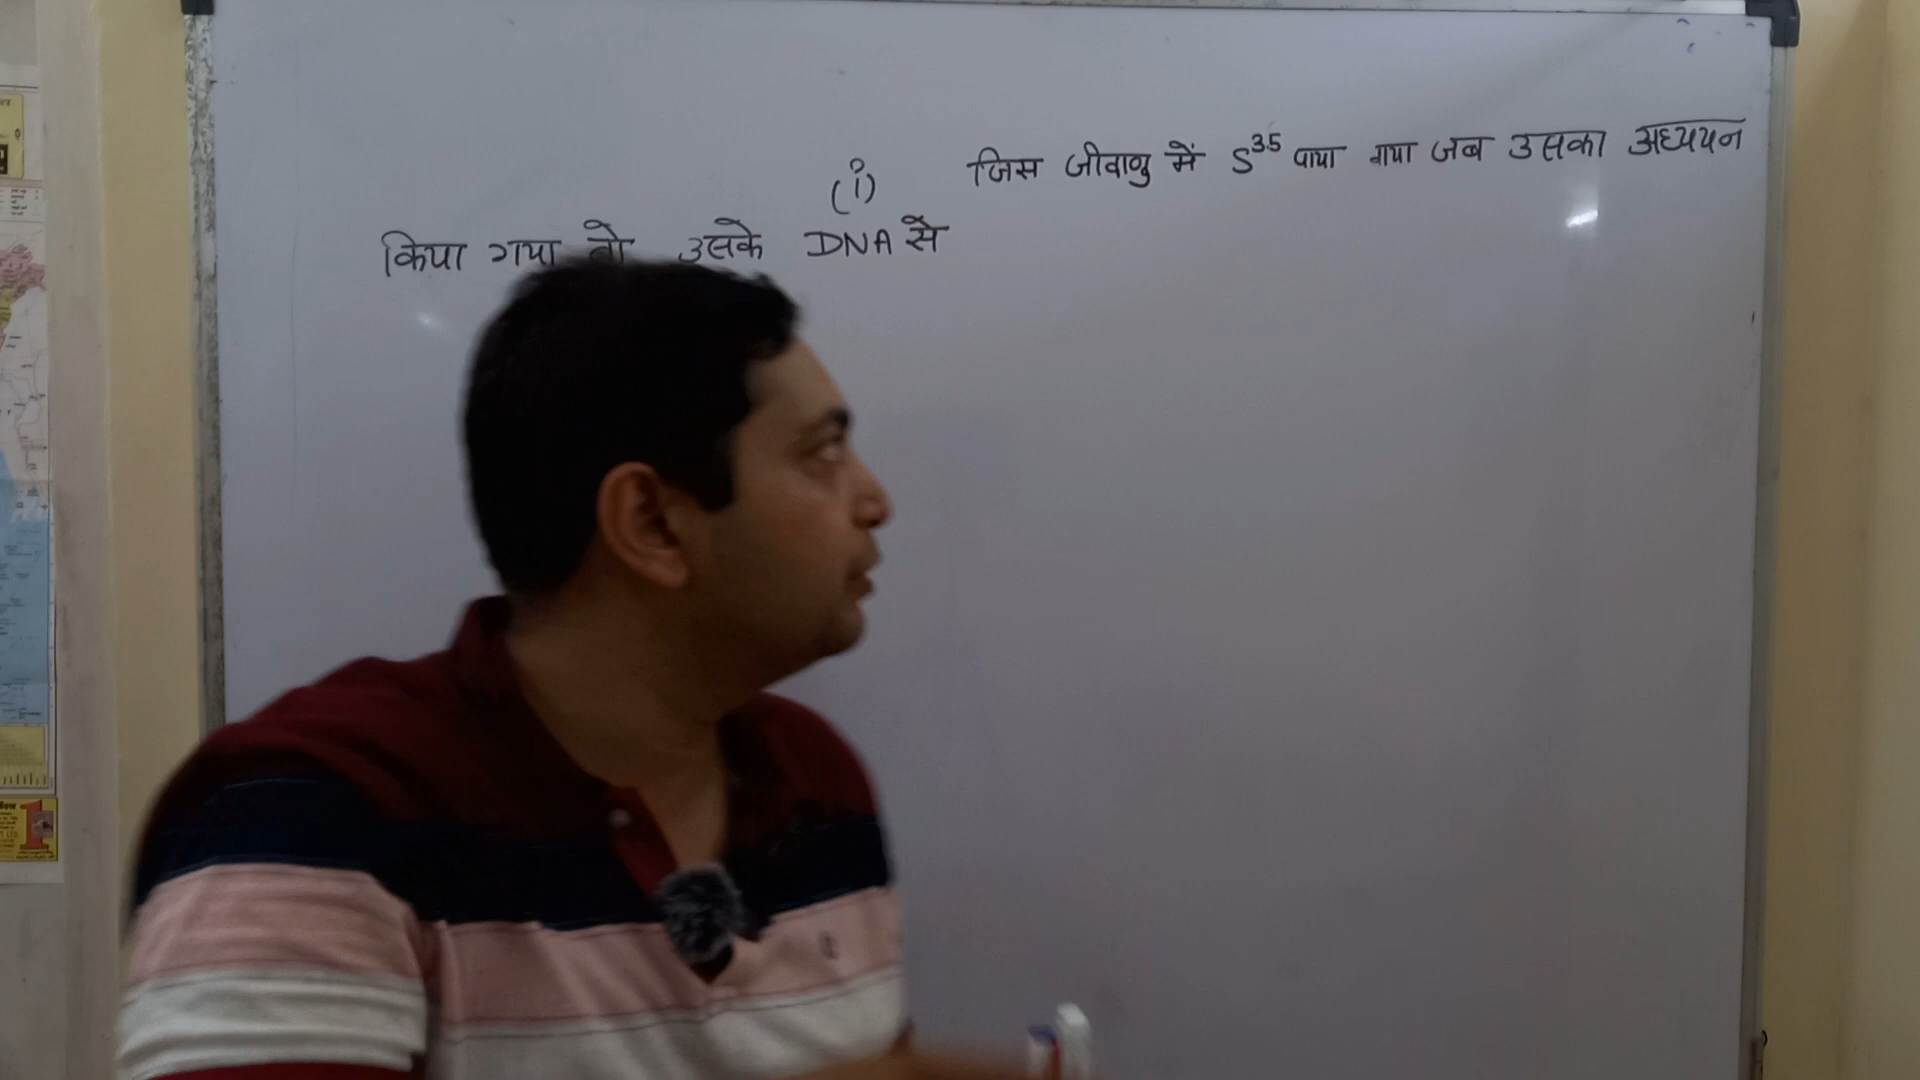 (i) जिस जीवाणु में S³⁵ पाया गया जब उसका अध्ययन
किया गया तो उसके DNA से